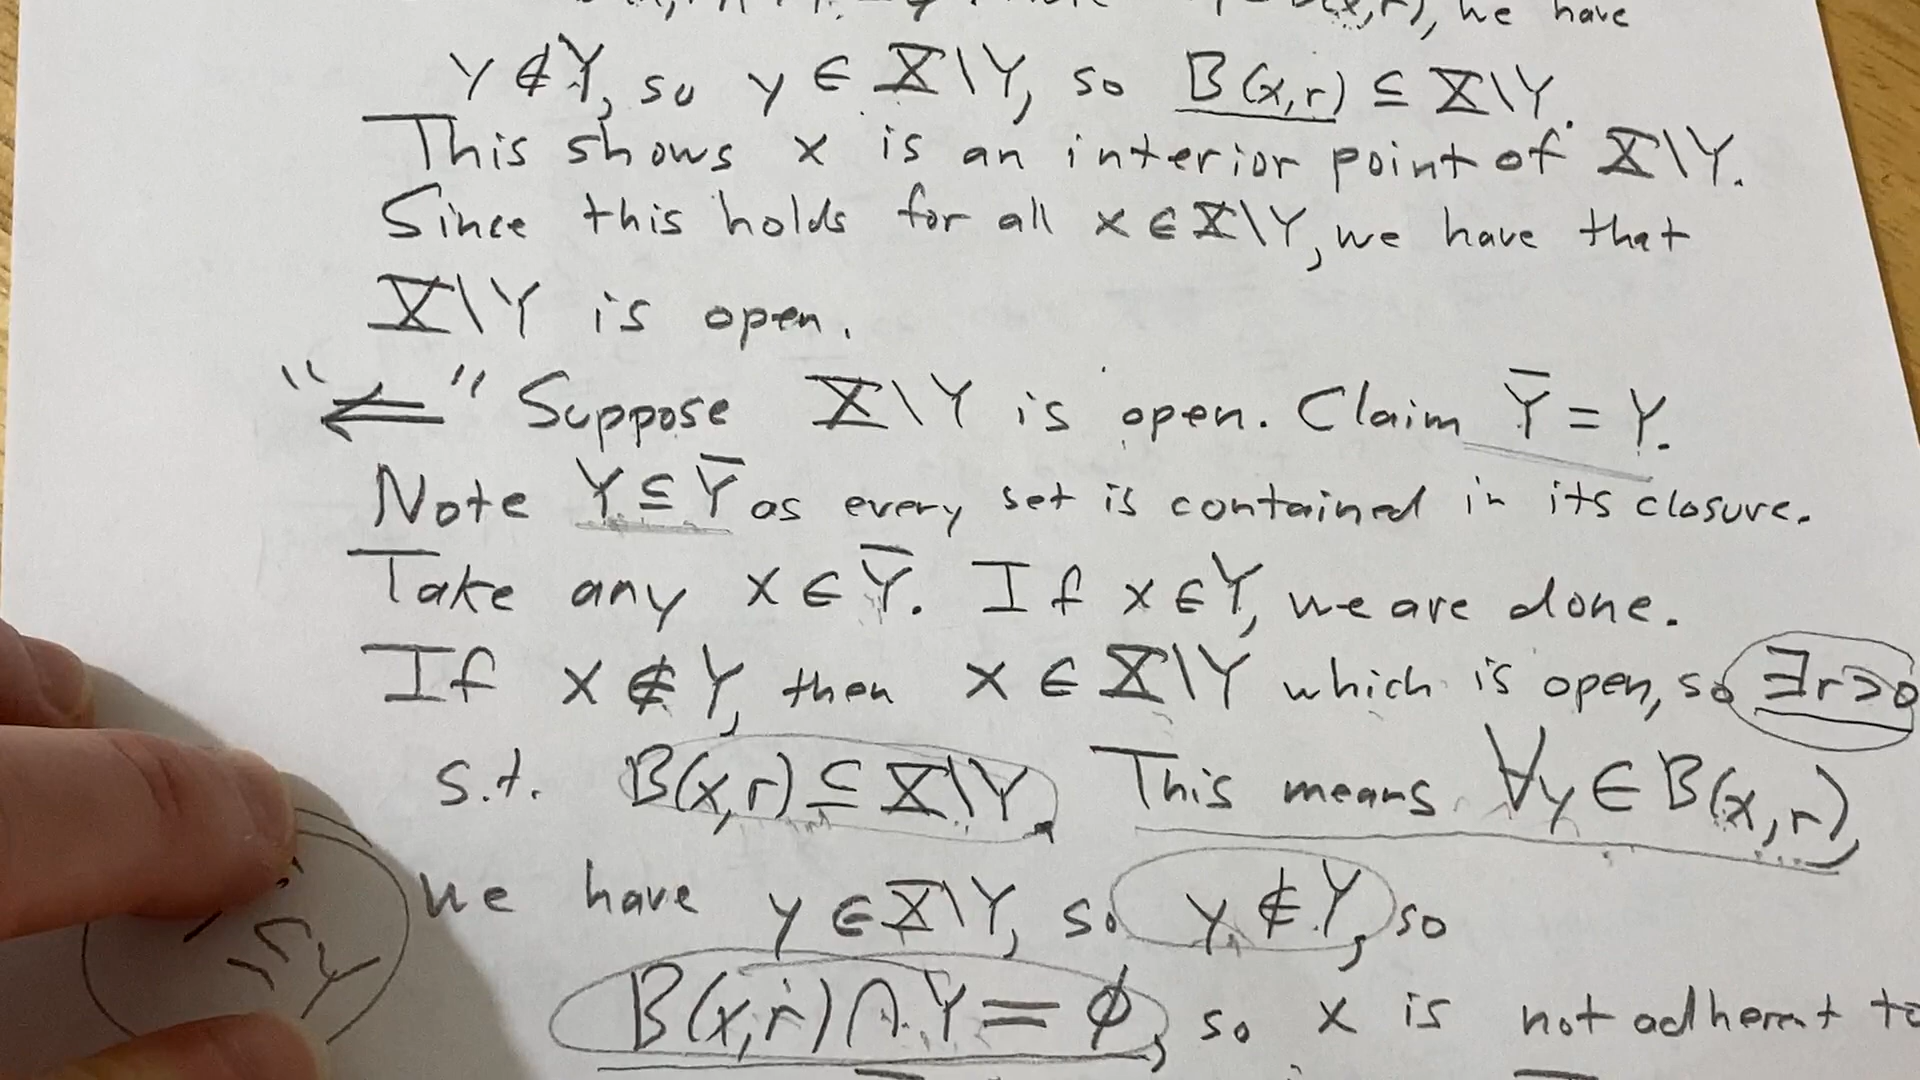 we have
y ∉ Y, so y ∈ X\Y, so B(x,r) ⊆ X\Y.
This shows x is an interior point of X\Y.
Since this holds for all x ∈ X\Y, we have that
X\Y is open.
"⇐" Suppose X\Y is open. Claim Ȳ = Y.
Note Y ⊆ Ȳ as every set is contained in its closure.
Take any x ∈ Ȳ. If x ∈ Y, we are done.
If x ∉ Y, then x ∈ X\Y which is open, so ∃r>0
s.t. B(x,r) ⊆ X\Y. This means ∀y ∈ B(x,r),
we have y ∈ X\Y, so y ∉ Y, so
B(x,r) ∩ Y = ∅, so x is not adherent to